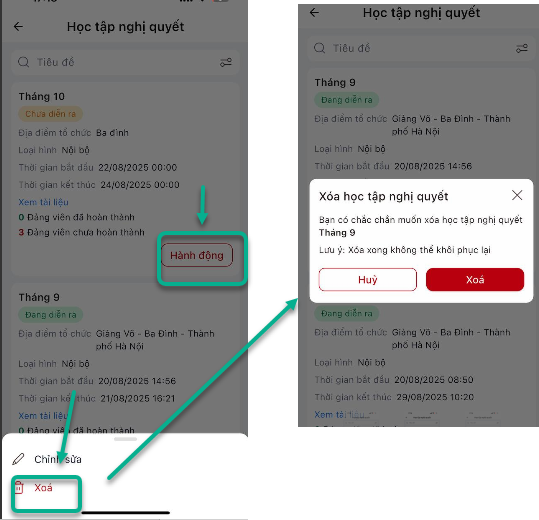 Học tập nghị quyết
Tiêu đề
Tháng 10
Chưa diễn ra
Địa điểm tổ chức Ba đình
Loại hình Nội bộ
Thời gian bắt đầu 22/08/2025 00:00
Thời gian kết thúc 24/08/2025 00:00
Xem tài liệu
0 Đảng viên đã hoàn thành
3 Đảng viên chưa hoàn thành
Hành động
Tháng 9
Đang diễn ra
Địa điểm tổ chức Giảng Võ - Ba Đình - Thành
phố Hà Nội
Loại hình Nội bộ
Thời gian bắt đầu 20/08/2025 14:56
Thời gian kết thúc 21/08/2025 16:21
Xem tài liệu
0 Đảng viên đã hoàn thành
Chỉnh sửa
Xoá
Học tập nghị quyết
Tiêu đề
Tháng 9
Đang diễn ra
Địa điểm tổ chức Giảng Võ - Ba Đình - Thành
phố Hà Nội
Loại hình Nội bộ
Thời gian bắt đầu 20/08/2025 14:56
Xóa học tập nghị quyết
Bạn có chắc chắn muốn xóa học tập nghị quyết
Tháng 9
Lưu ý: Xóa xong không thể khôi phục lại
Huỷ
Xoá
Đang diễn ra
Địa điểm tổ chức Giảng Võ - Ba Đình - Thành
phố Hà Nội
Loại hình Nội bộ
Thời gian bắt đầu 20/08/2025 08:50
Thời gian kết thúc 29/08/2025 10:20
Xem tài liệu